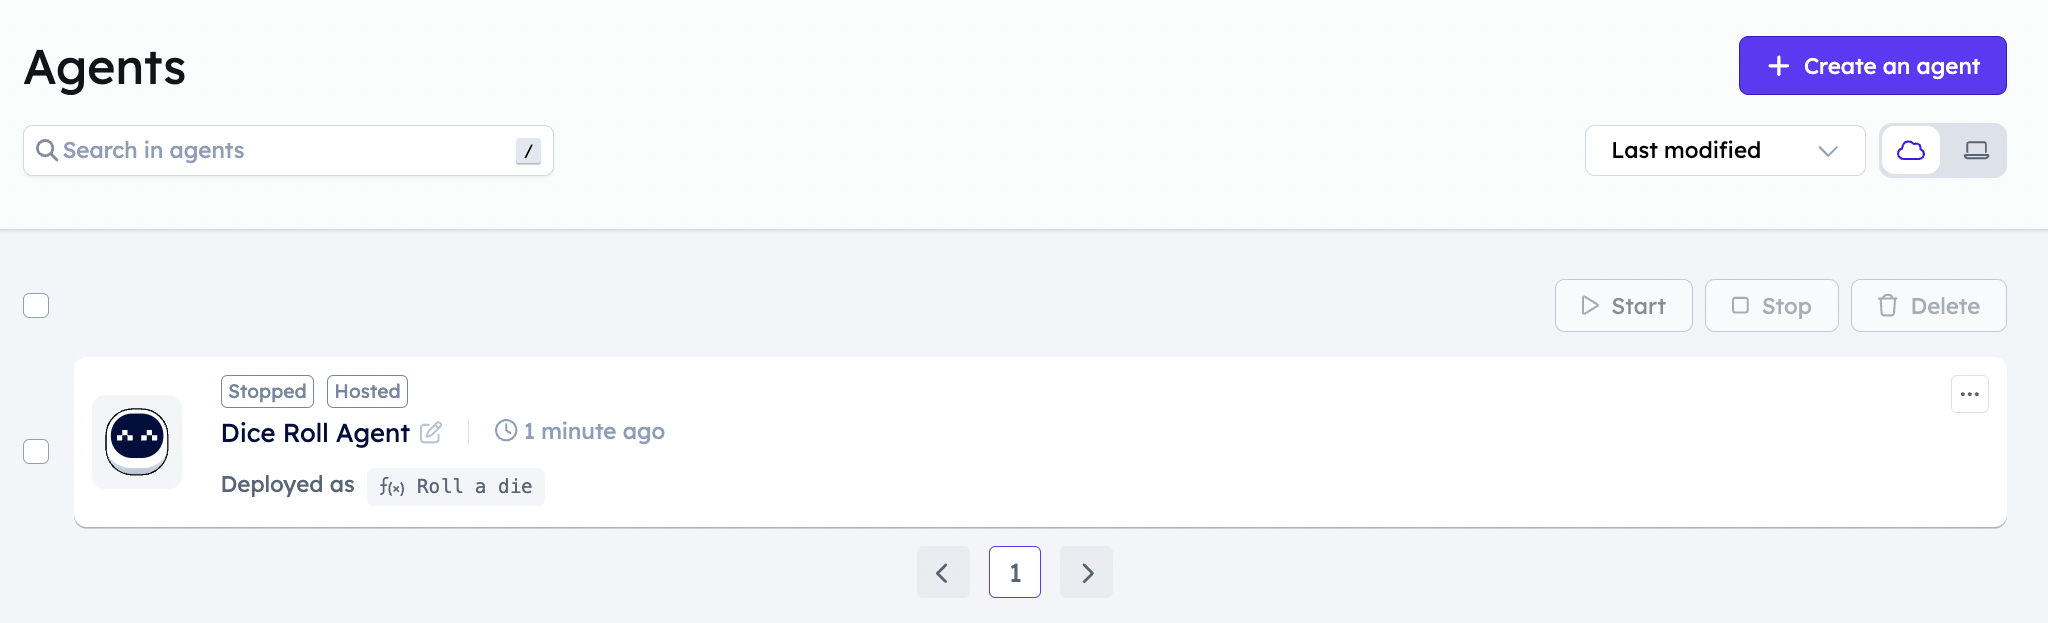 Agents
+ Create an agent
Search in agents /
Last modified
Start Stop Delete
Stopped Hosted
Dice Roll Agent 1 minute ago
...
Deployed as f(x) Roll a die
< 1 >